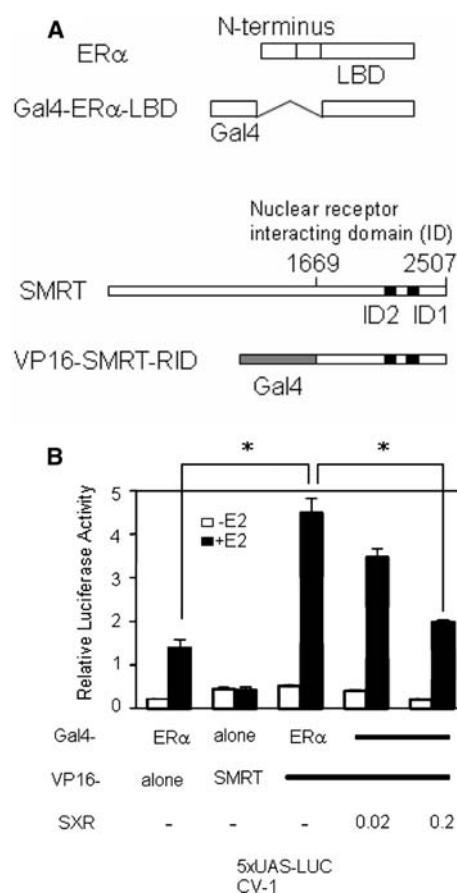 A
N-terminus
ERα
LBD
Gal4-ERα-LBD
Gal4
Nuclear receptor
interacting domain (ID)
1669 2507
SMRT
ID2 ID1
VP16-SMRT-RID
Gal4
B
* *
Relative Luciferase Activity
5
4
3
2
1
0
-E2
+E2
Gal4- ERα alone ERα
VP16- alone SMRT
SXR - - - 0.02 0.2
5xUAS-LUC
CV-1